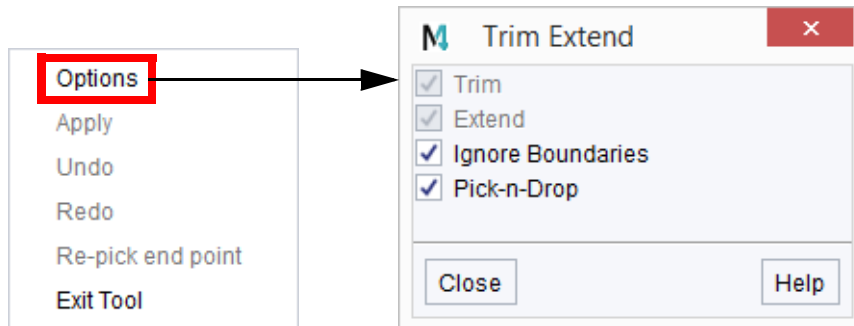 Options
Apply
Undo
Redo
Re-pick end point
Exit Tool
Trim Extend
Trim
Extend
Ignore Boundaries
Pick-n-Drop
Close
Help